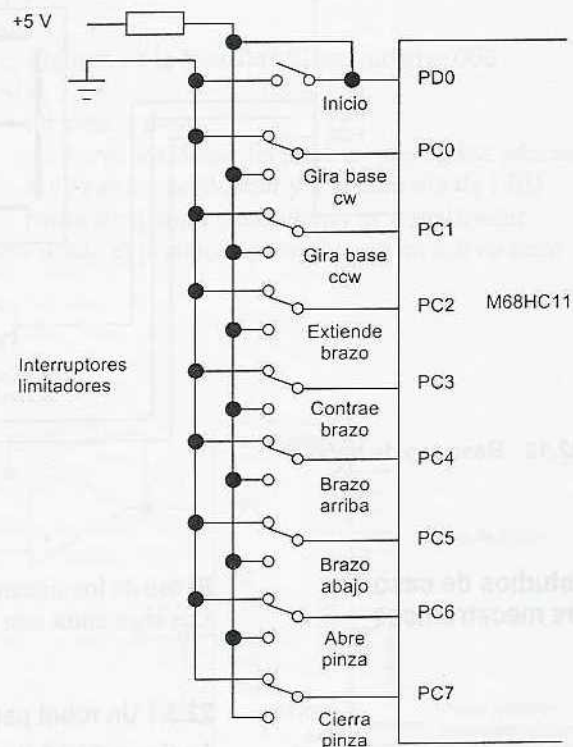 +5 V
PD0
Inicio
PC0
Gira base
cw
PC1
Gira base
ccw
PC2
M68HC11
Extiende
brazo
Interruptores
limitadores
PC3
Contrae
brazo
PC4
Brazo
arriba
PC5
Brazo
abajo
PC6
Abre
pinza
PC7
Cierra
pinza